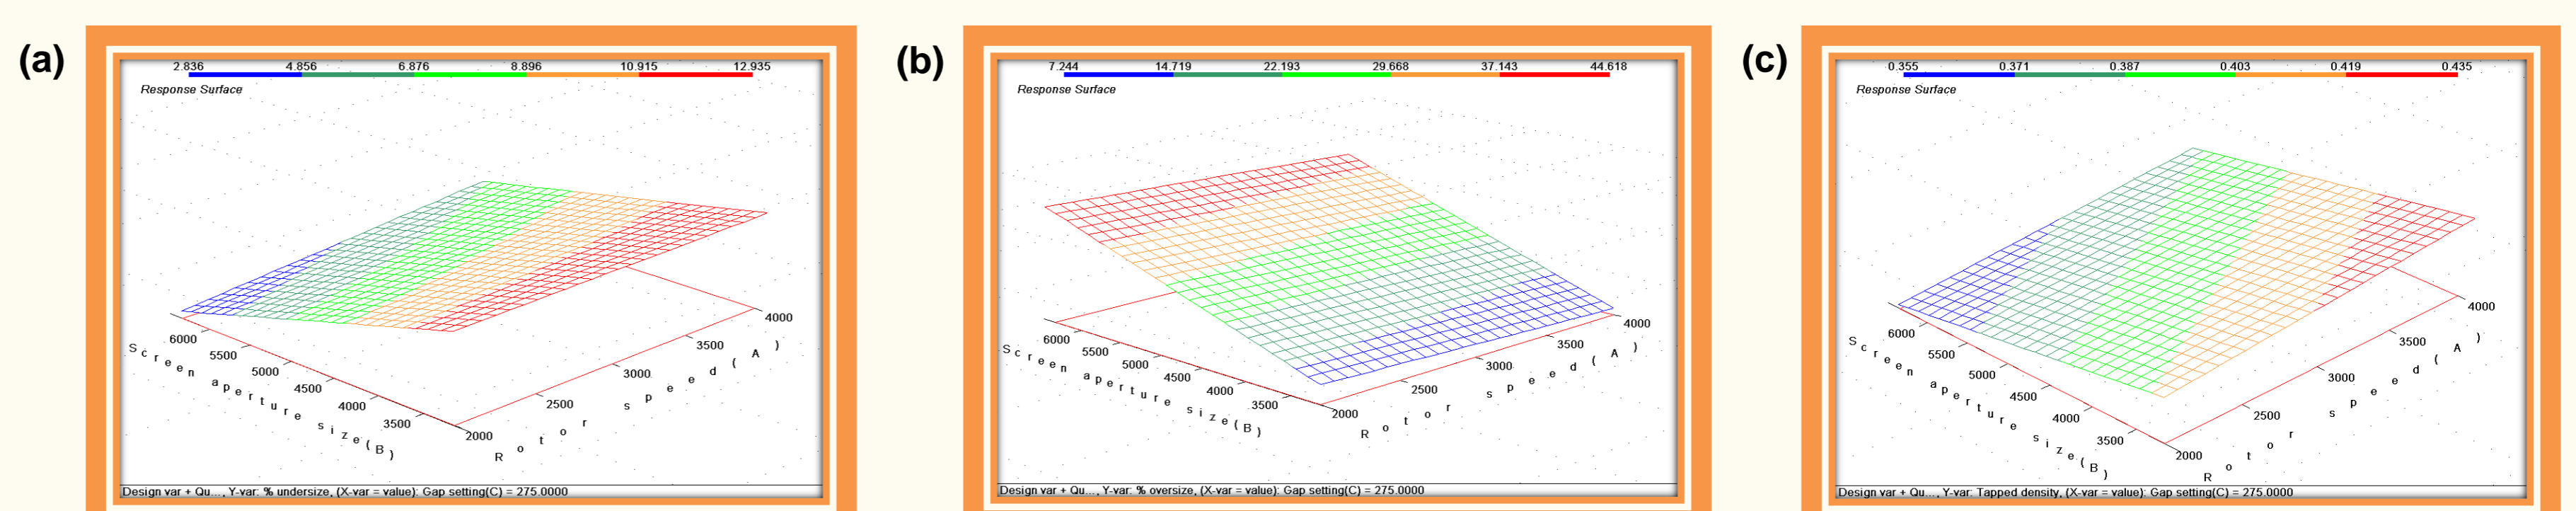 (a)
2.836 4.856 6.876 8.896 10.915 12.935
Response Surface
6000
5500
5000
4500
4000
3500
Screen aperture size(B)
2000
2500
3000
3500
4000
Rotor speed(A)
Design var + Qu..., Y-var: % undersize, (X-var = value): Gap setting(C) = 275.0000
(b)
7.244 14.719 22.193 29.668 37.143 44.618
Response Surface
6000
5500
5000
4500
4000
3500
Screen aperture size(B)
2000
2500
3000
3500
4000
Rotor speed(A)
Design var + Qu..., Y-var: % oversize, (X-var = value): Gap setting(C) = 275.0000
(c)
0.355 0.371 0.387 0.403 0.419 0.435
Response Surface
6000
5500
5000
4500
4000
3500
Screen aperture size(B)
2000
2500
3000
3500
4000
Rotor speed(A)
Design var + Qu..., Y-var: Tapped density, (X-var = value): Gap setting(C) = 275.0000